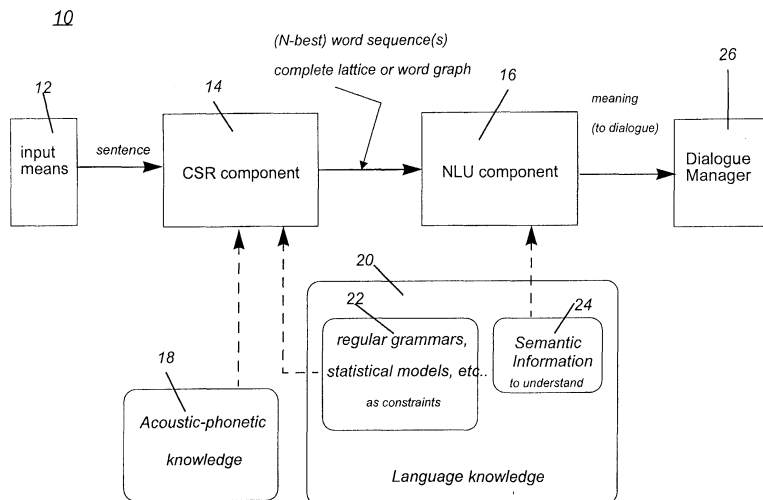 10
(N-best) word sequence(s)
complete lattice or word graph
12
14
16
26
meaning
(to dialogue)
input
means
sentence
CSR component
NLU component
Dialogue
Manager
20
22
24
regular grammars,
statistical models, etc..
as constraints
Semantic
Information
to understand
18
Acoustic-phonetic
knowledge
Language knowledge